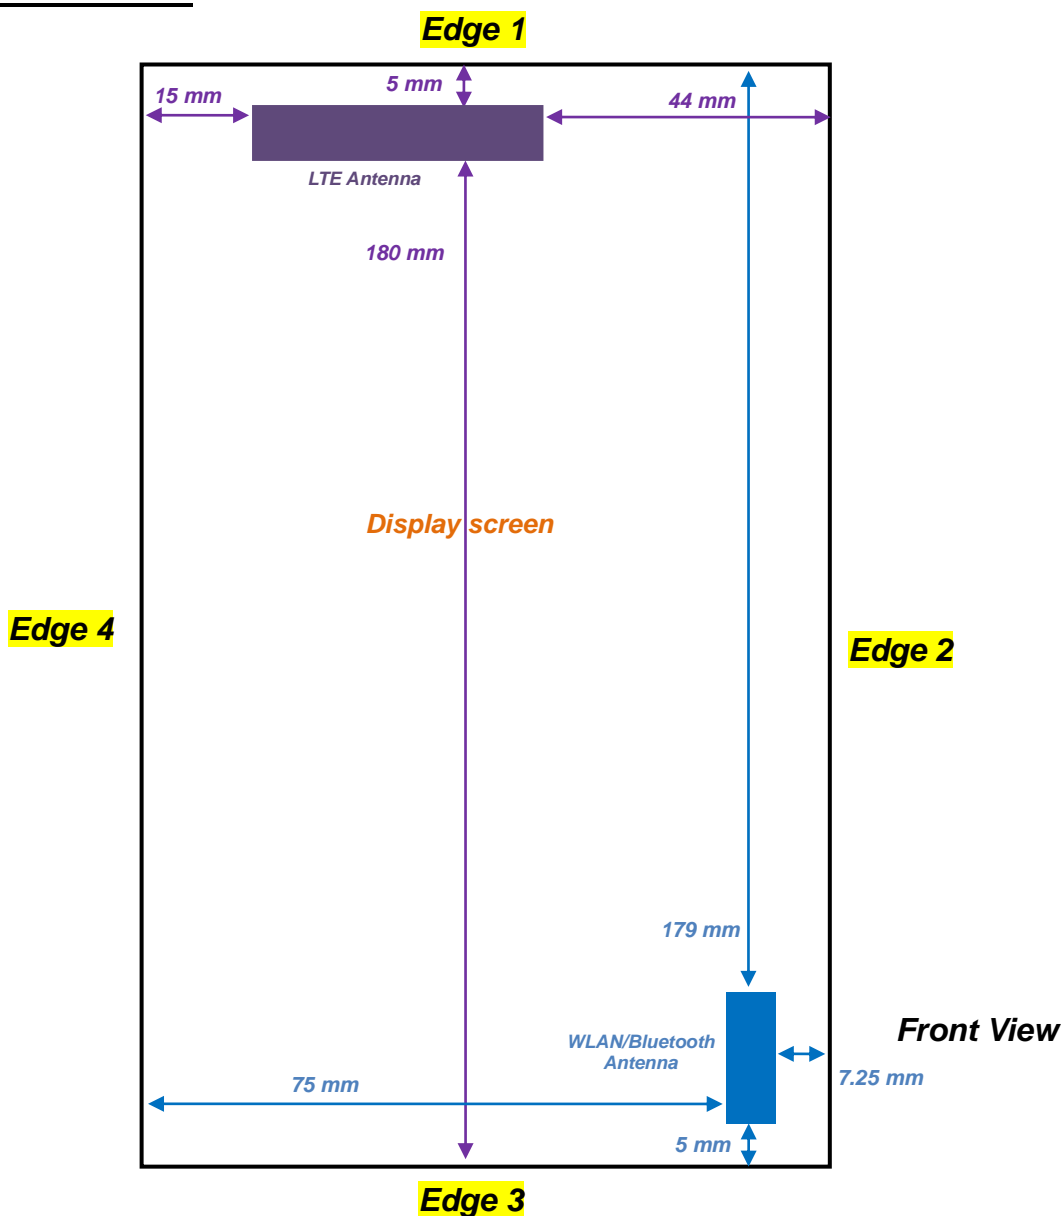 Edge 1
5 mm
15 mm
44 mm
LTE Antenna
180 mm
Display screen
Edge 4
Edge 2
179 mm
Front View
WLAN/Bluetooth
Antenna
7.25 mm
75 mm
5 mm
Edge 3